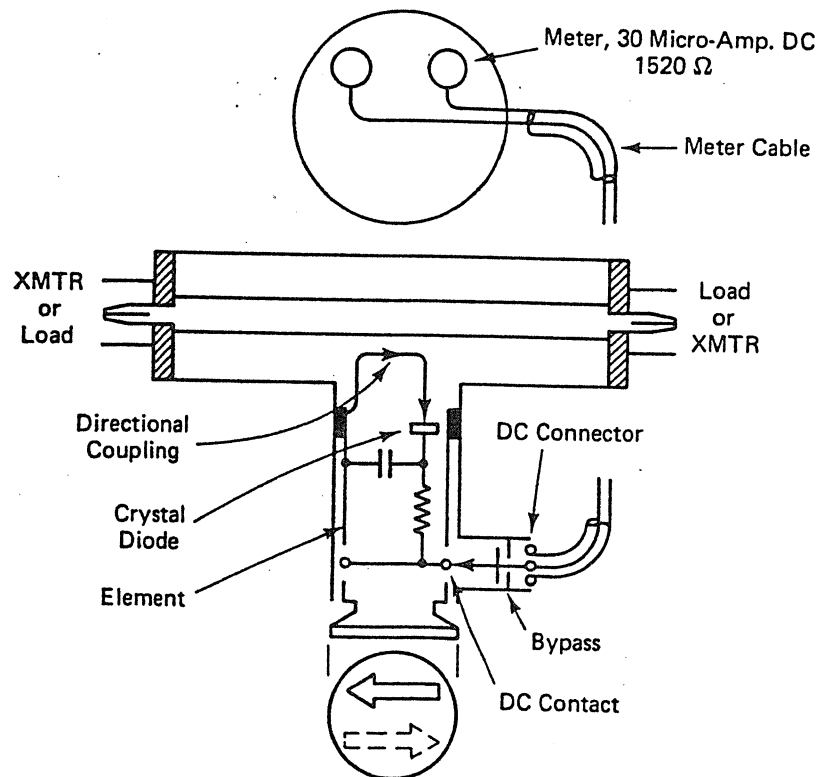 Meter, 30 Micro-Amp. DC
1520 Ω
Meter Cable
XMTR
or
Load
Load
or
XMTR
Directional
Coupling
DC Connector
Crystal
Diode
Element
Bypass
DC Contact